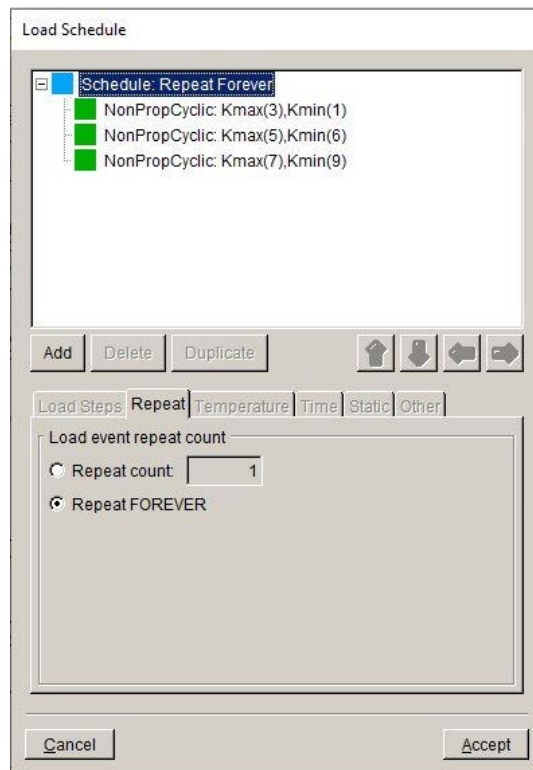 Load Schedule
Schedule: Repeat Forever
NonPropCyclic: Kmax(3),Kmin(1)
NonPropCyclic: Kmax(5),Kmin(6)
NonPropCyclic: Kmax(7),Kmin(9)
Add Delete Duplicate
Load Steps Repeat Temperature Time Static Other
Load event repeat count
Repeat count: 1
Repeat FOREVER
Cancel Accept